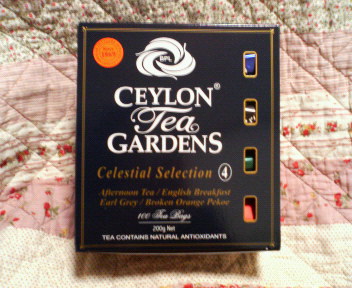 BPL
CEYLON®
Tea
GARDENS
Celestial Selection 4
Afternoon Tea / English Breakfast
Earl Grey / Broken Orange Pekoe
100 Tea Bags
200g Net
TEA CONTAINS NATURAL ANTIOXIDANTS